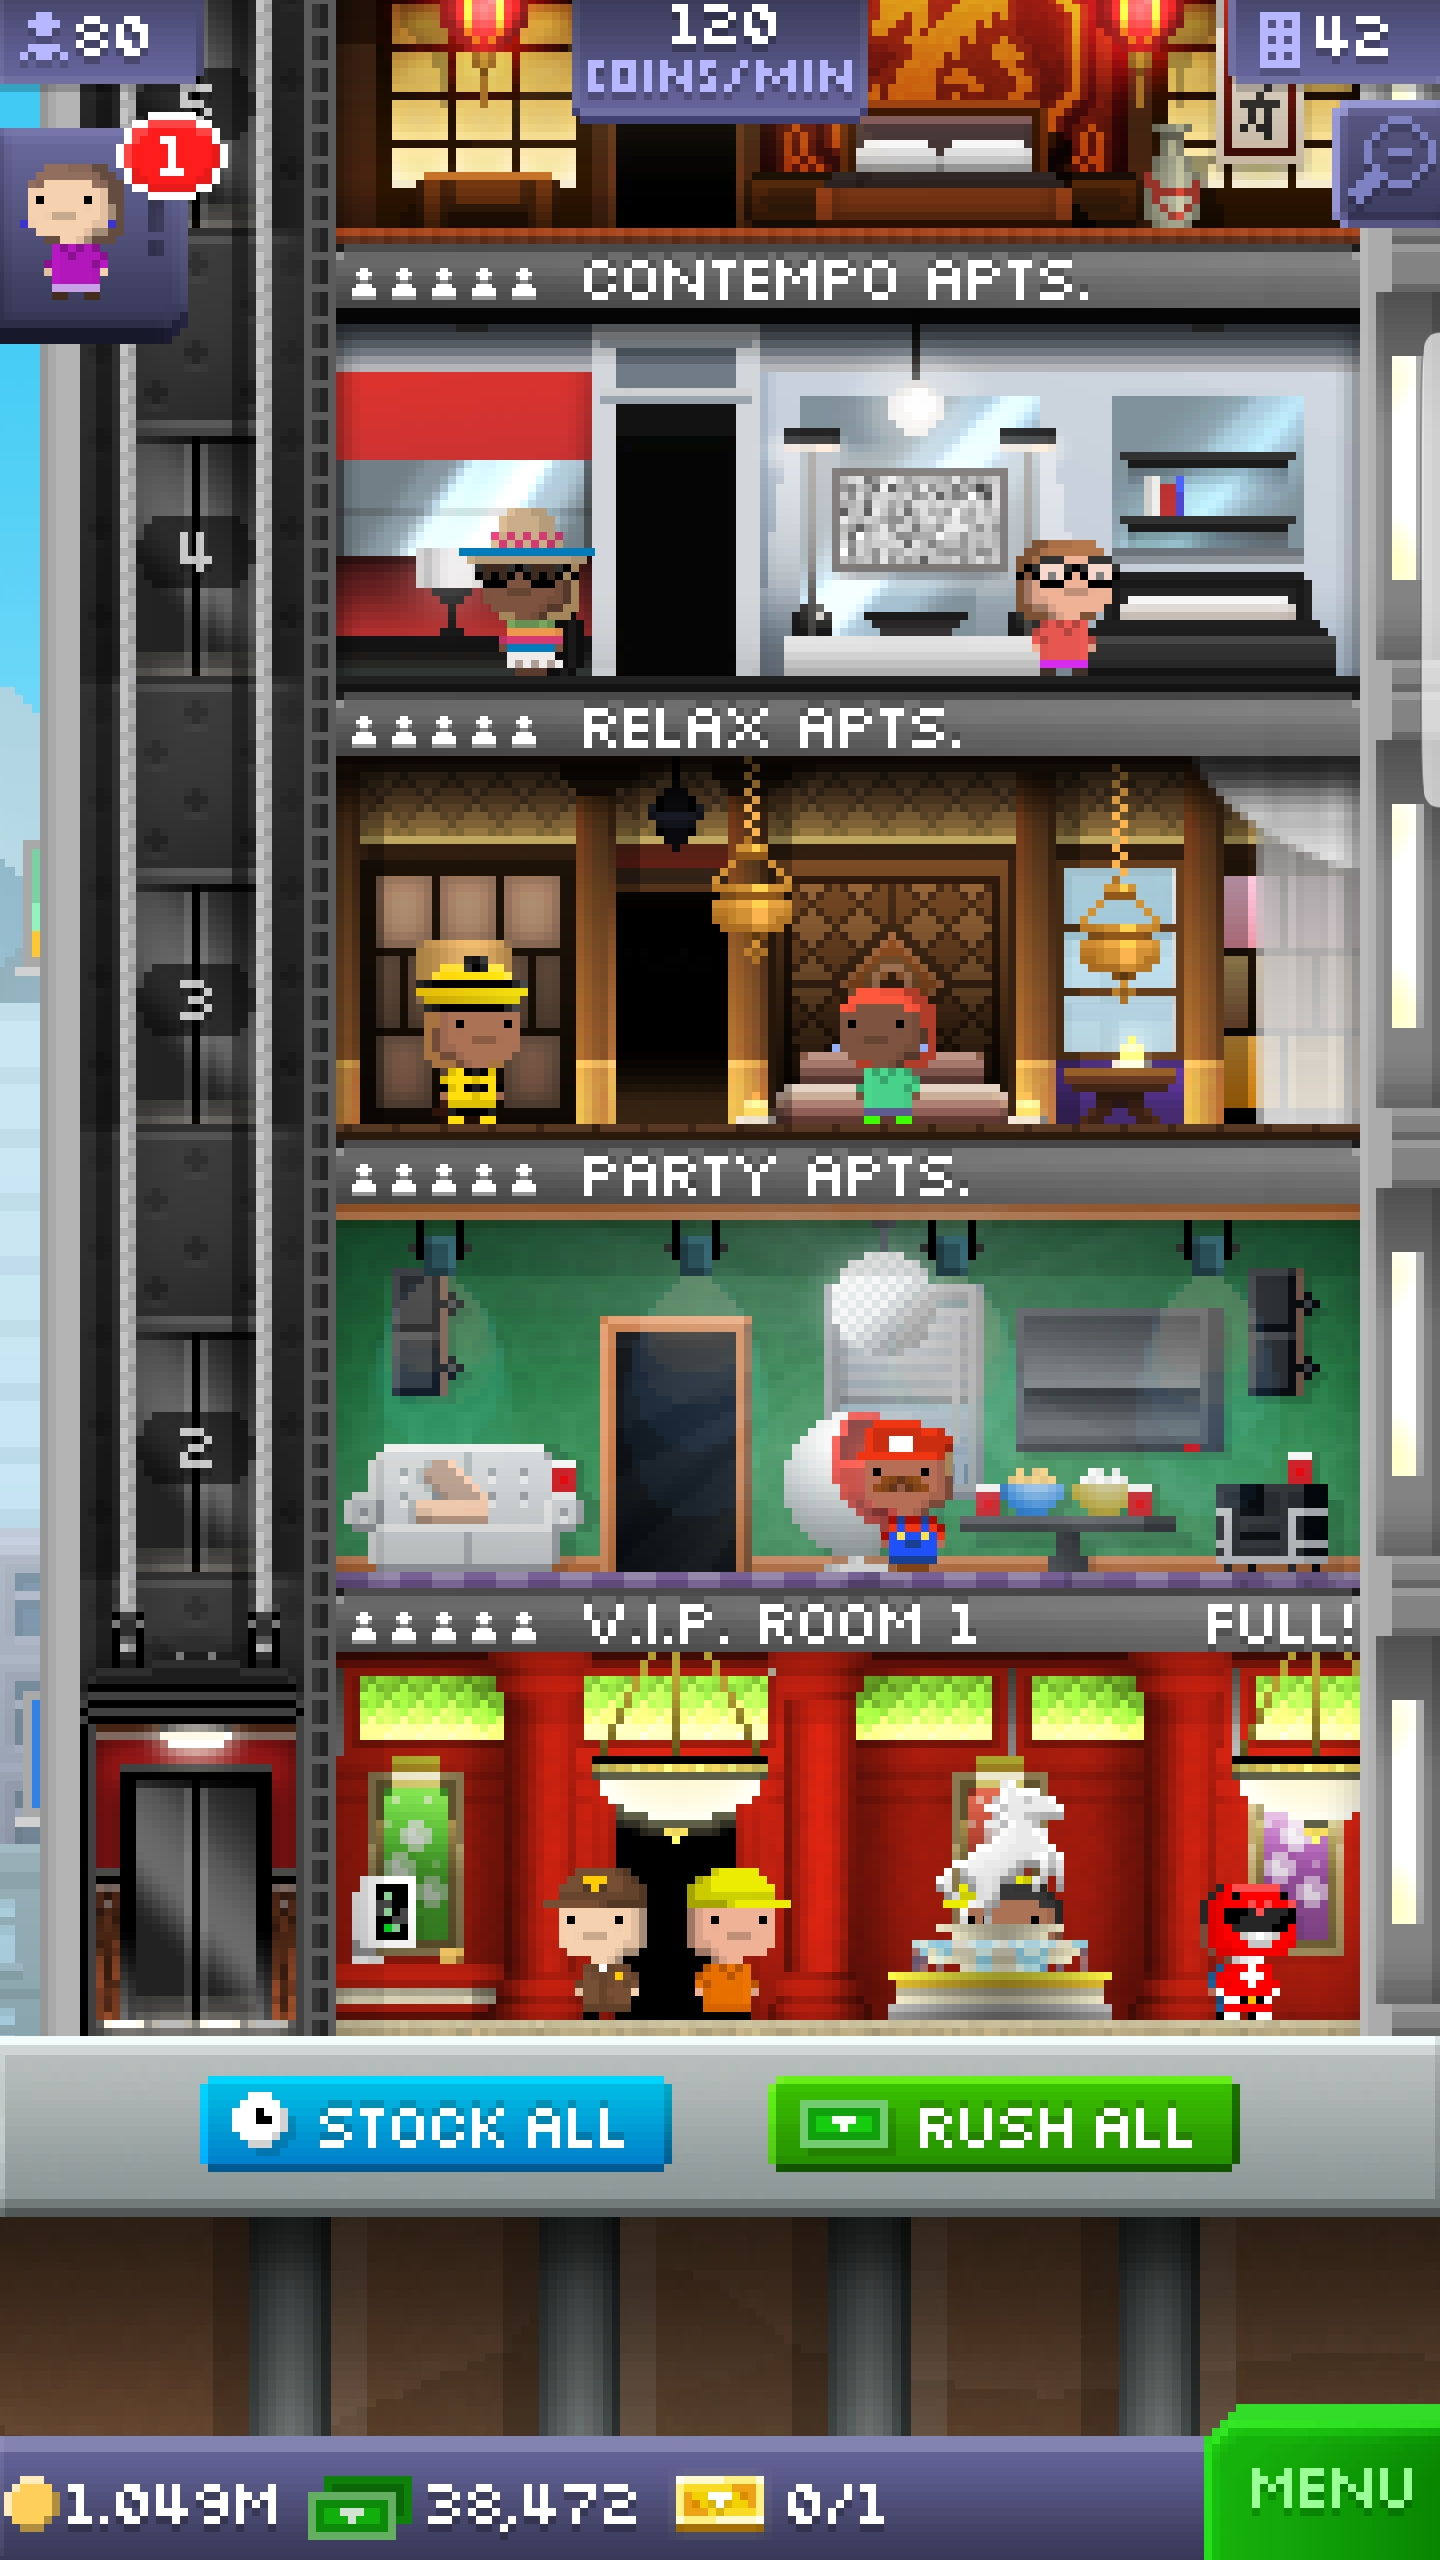 80
120
COINS/MIN
42
5
1
CONTEMPO APTS.
4
RELAX APTS.
3
PARTY APTS.
2
V.I.P. ROOM 1 FULL!
STOCK ALL
RUSH ALL
1.049M
38,472
0/1
MENU